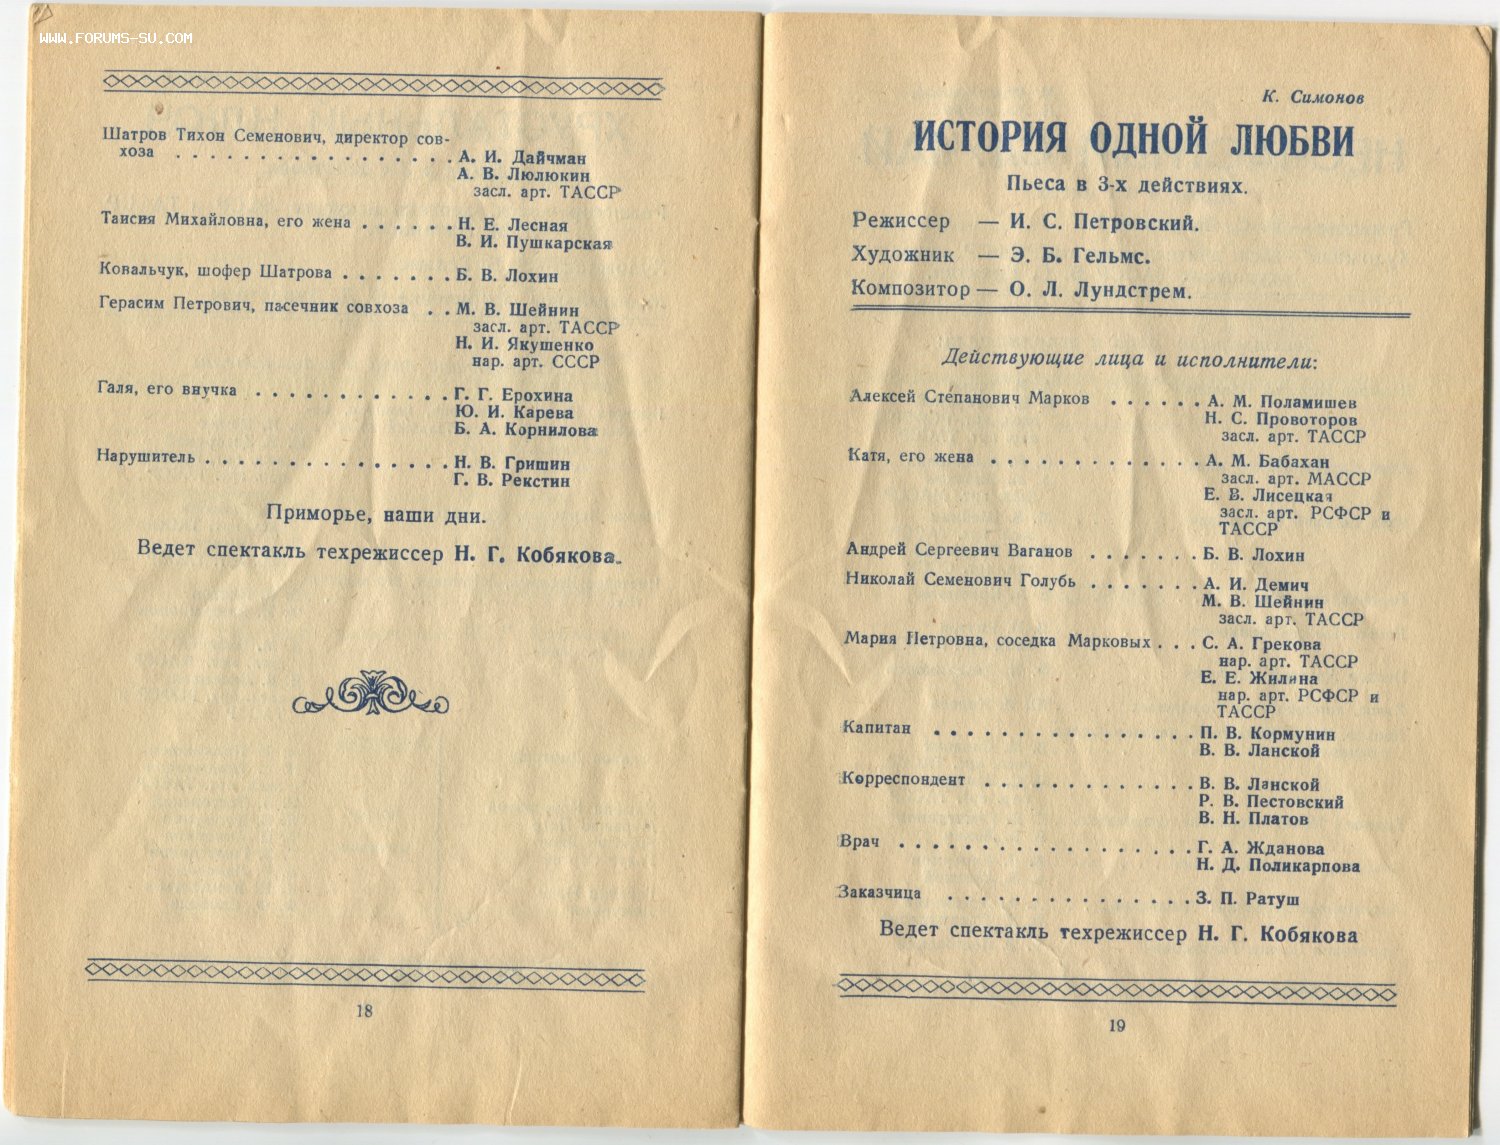 WWW.FORUMS-SU.COM
Шатров Тихон Семенович, директор сов-
хоза . . . . . . . . . . . . . . . . . А. И. Дайчман
А. В. Люлюкин
засл. арт. ТАССР
Таисия Михайловна, его жена . . . . . . Н. Е. Лесная
В. И. Пушкарская
Ковальчук, шофер Шатрова . . . . . . . Б. В. Лохин
Герасим Петрович, пасечник совхоза . . М. В. Шейнин
засл. арт. ТАССР
Н. И. Якушенко
нар. арт. СССР
Галя, его внучка . . . . . . . . . . . . Г. Г. Ерохина
Ю. И. Карева
Б. А. Корнилова
Нарушитель . . . . . . . . . . . . . . . Н. В. Гришин
Г. В. Рекстин
Приморье, наши дни.
Ведет спектакль техрежиссер Н. Г. Кобякова.
18
К. Симонов
ИСТОРИЯ ОДНОЙ ЛЮБВИ
Пьеса в 3-х действиях.
Режиссер — И. С. Петровский.
Художник — Э. Б. Гельмс.
Композитор — О. Л. Лундстрем.
Действующие лица и исполнители:
Алексей Степанович Марков . . . . . . А. М. Поламишев
Н. С. Провоторов
засл. арт. ТАССР
Катя, его жена . . . . . . . . . . . . . А. М. Бабахан
засл. арт. МАССР
Е. В. Лисецкая
засл. арт. РСФСР и
ТАССР
Андрей Сергеевич Ваганов . . . . . . . Б. В. Лохин
Николай Семенович Голубь . . . . . . . А. И. Демич
М. В. Шейнин
засл. арт. ТАССР
Мария Петровна, соседка Марковых . . . С. А. Грекова
нар. арт. ТАССР
Е. Е. Жилина
нар. арт. РСФСР и
ТАССР
Капитан . . . . . . . . . . . . . . . . П. В. Кормунин
В. В. Ланской
Корреспондент . . . . . . . . . . . . . В. В. Ланской
Р. В. Пестовский
В. Н. Платов
Врач . . . . . . . . . . . . . . . . . . Г. А. Жданова
Н. Д. Поликарпова
Заказчица . . . . . . . . . . . . . . . З. П. Ратуш
Ведет спектакль техрежиссер Н. Г. Кобякова
19